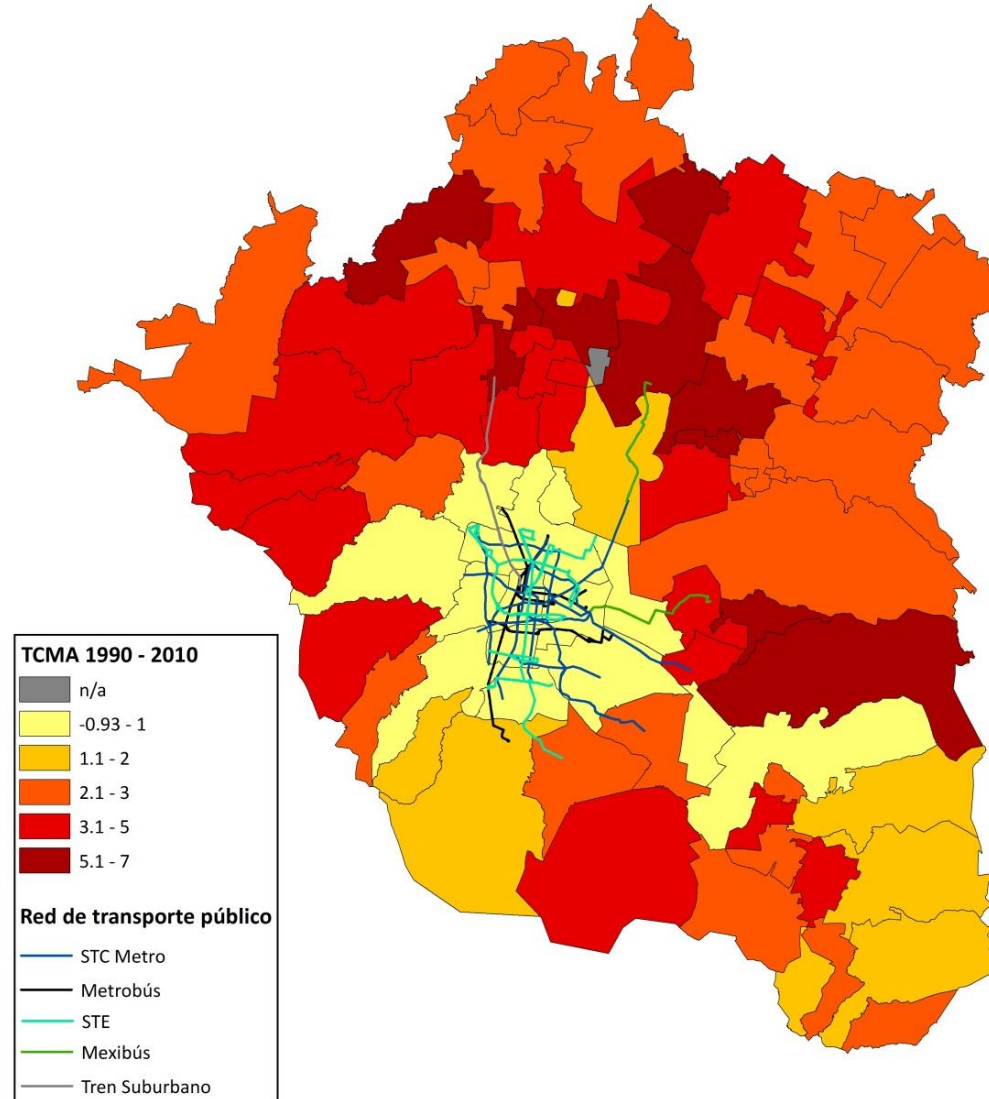 TCMA 1990 - 2010
n/a
-0.93 - 1
1.1 - 2
2.1 - 3
3.1 - 5
5.1 - 7
Red de transporte público
STC Metro
Metrobús
STE
Mexibús
Tren Suburbano